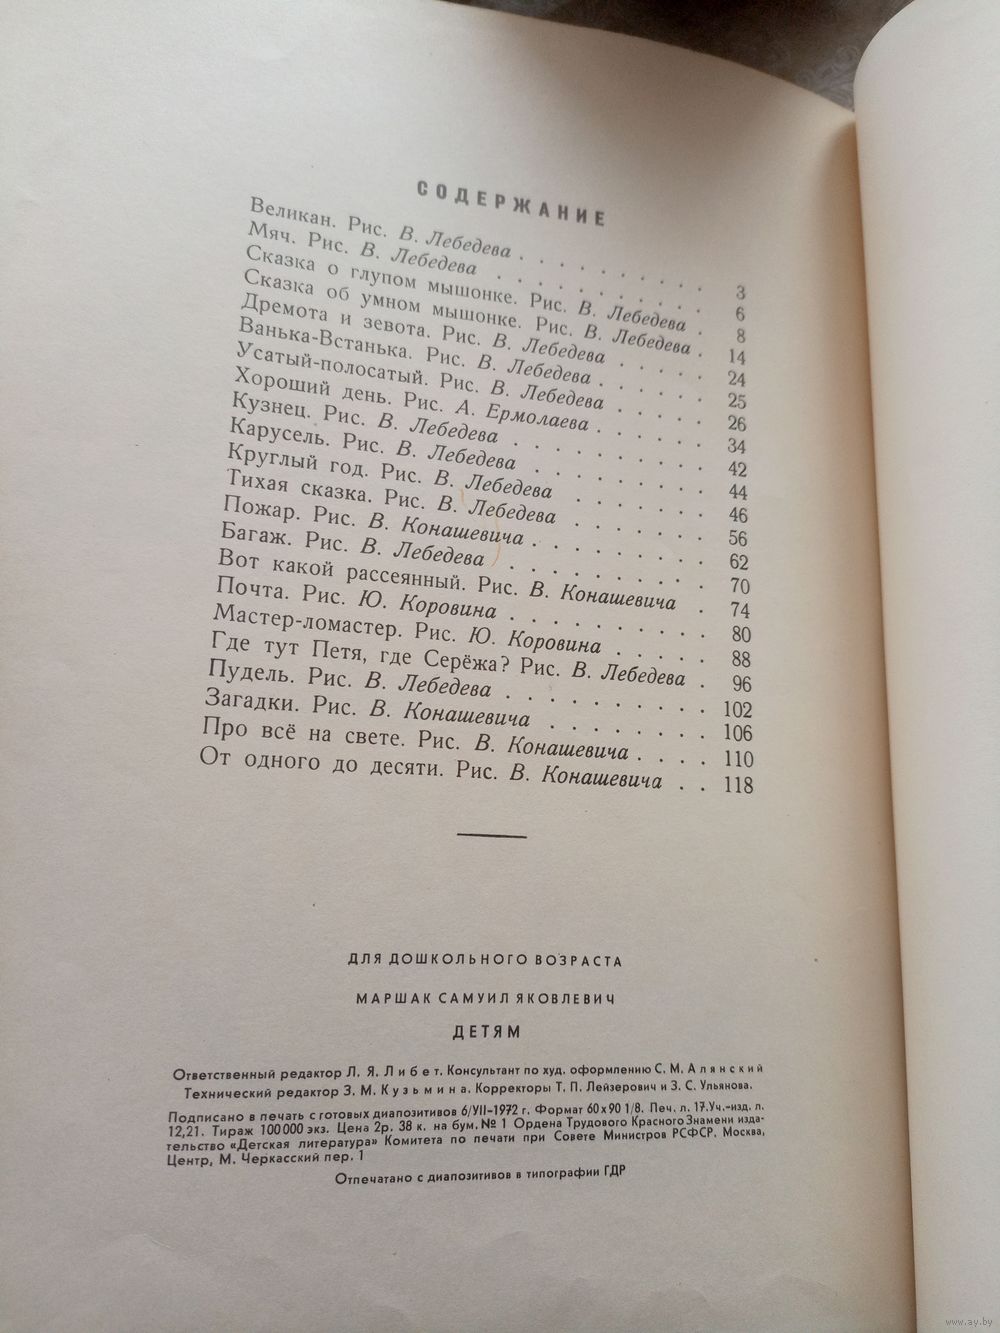 СОДЕРЖАНИЕ
Великан. Рис. В. Лебедева . . . . . . . . . 3
Мяч. Рис. В. Лебедева . . . . . . . . . . 6
Сказка о глупом мышонке. Рис. В. Лебедева . 8
Сказка об умном мышонке. Рис. В. Лебедева . 14
Дремота и зевота. Рис. В. Лебедева . . . . . 24
Ванька-Встанька. Рис. В. Лебедева . . . . . 25
Усатый-полосатый. Рис. В. Лебедева . . . . . 26
Хороший день. Рис. А. Ермолаева . . . . . . 34
Кузнец. Рис. В. Лебедева . . . . . . . . . 42
Карусель. Рис. В. Лебедева . . . . . . . . 44
Круглый год. Рис. В. Лебедева . . . . . . 46
Тихая сказка. Рис. В. Лебедева . . . . . . 56
Пожар. Рис. В. Конашевича . . . . . . . . 62
Багаж. Рис. В. Лебедева . . . . . . . . . 70
Вот какой рассеянный. Рис. В. Конашевича . 74
Почта. Рис. Ю. Коровина . . . . . . . . . 80
Мастер-ломастер. Рис. Ю. Коровина . . . . . 88
Где тут Петя, где Серёжа? Рис. В. Лебедева . 96
Пудель. Рис. В. Лебедева . . . . . . . . . 102
Загадки. Рис. В. Конашевича . . . . . . . . 106
Про всё на свете. Рис. В. Конашевича . . . . 110
От одного до десяти. Рис. В. Конашевича . . 118
ДЛЯ ДОШКОЛЬНОГО ВОЗРАСТА
МАРШАК САМУИЛ ЯКОВЛЕВИЧ
ДЕТЯМ
Ответственный редактор Л. Я. Либет. Консультант по худ. оформлению С. М. Алянский
Технический редактор З. М. Кузьмина. Корректоры Т. П. Лейзерович и З. С. Ульянова.
Подписано в печать с готовых диапозитивов 6/VII-1972 г. Формат 60х90 1/8. Печ. л. 17. Уч.-изд. л.
12,21. Тираж 100 000 экз. Цена 2р. 38 к. на бум. № 1 Ордена Трудового Красного Знамени изда-
тельство «Детская литература» Комитета по печати при Совете Министров РСФСР. Москва,
Центр, М. Черкасский пер. 1
Отпечатано с диапозитивов в типографии ГДР
www.ay.by